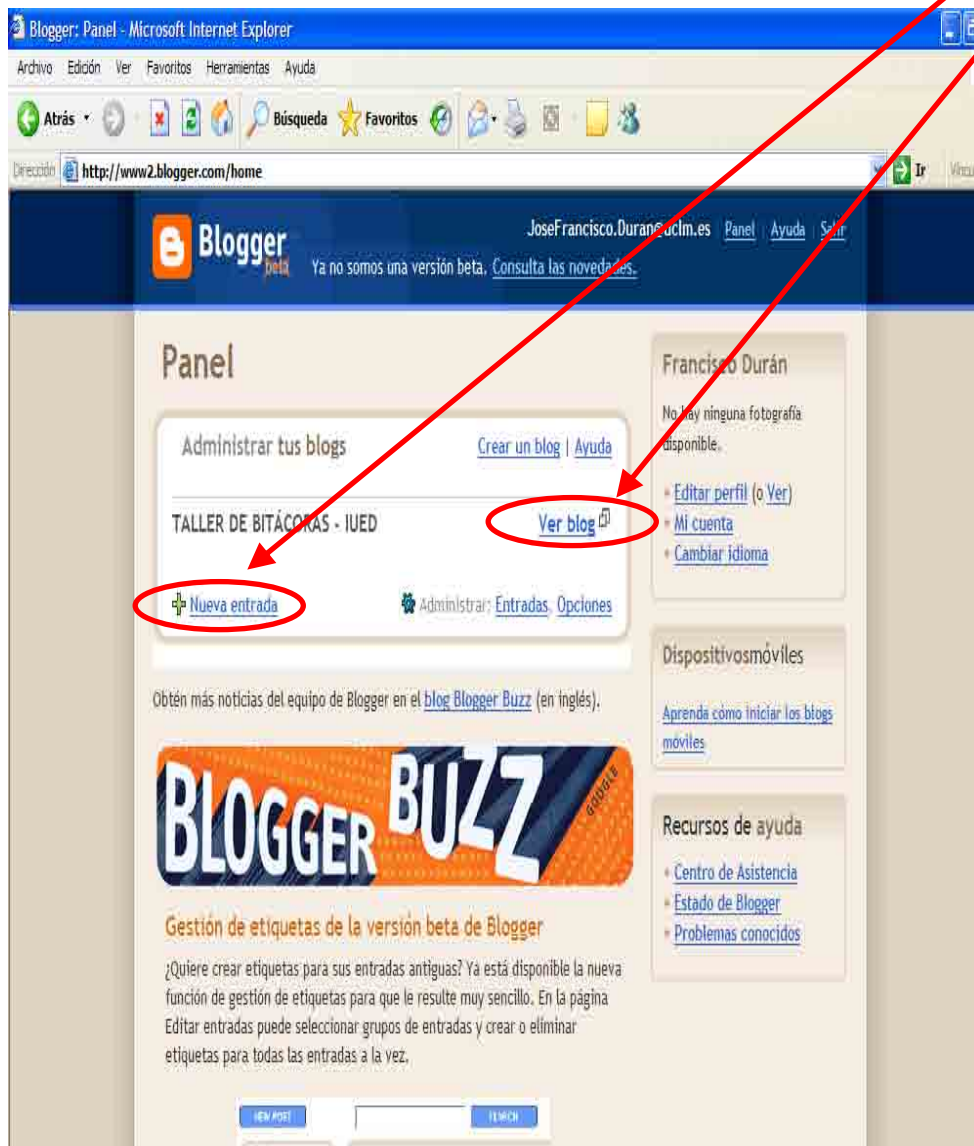 Blogger: Panel - Microsoft Internet Explorer
Archivo Edición Ver Favoritos Herramientas Ayuda
Atrás Búsqueda Favoritos
Dirección http://www2.blogger.com/home Ir
Blogger beta
JoseFrancisco.Duran@uclm.es Panel Ayuda Salir
Ya no somos una versión beta. Consulta las novedades.
Panel
Administrar tus blogs Crear un blog | Ayuda
TALLER DE BITÁCORAS - IUED Ver blog
Nueva entrada Administrar: Entradas, Opciones
Obtén más noticias del equipo de Blogger en el blog Blogger Buzz (en inglés).
BLOGGER BUZZ GOOGLE
Gestión de etiquetas de la versión beta de Blogger
¿Quiere crear etiquetas para sus entradas antiguas? Ya está disponible la nueva
función de gestión de etiquetas para que le resulte muy sencillo. En la página
Editar entradas puede seleccionar grupos de entradas y crear o eliminar
etiquetas para todas las entradas a la vez.
NEW POST SEARCH
Francisco Durán
No hay ninguna fotografía
disponible.
Editar perfil (o Ver)
Mi cuenta
Cambiar idioma
Dispositivosmóviles
Aprenda cómo iniciar los blogs
móviles
Recursos de ayuda
Centro de Asistencia
Estado de Blogger
Problemas conocidos